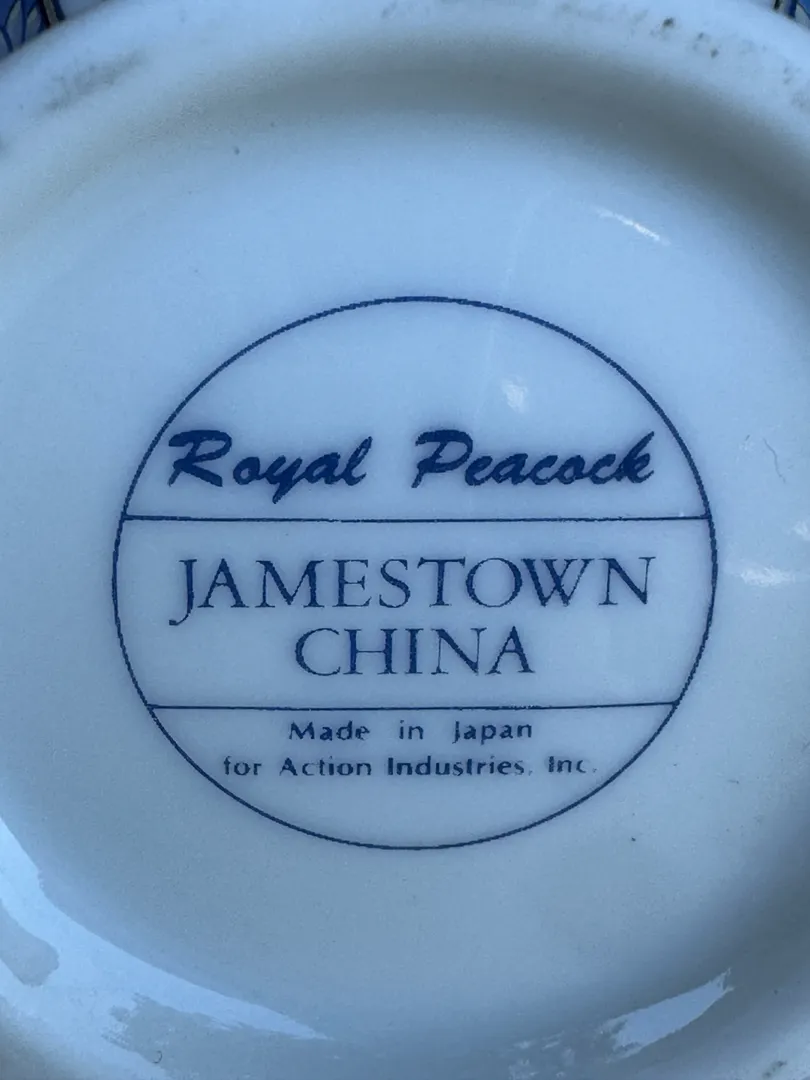 Royal Peacock
JAMESTOWN
CHINA
Made in Japan
for Action Industries, Inc.